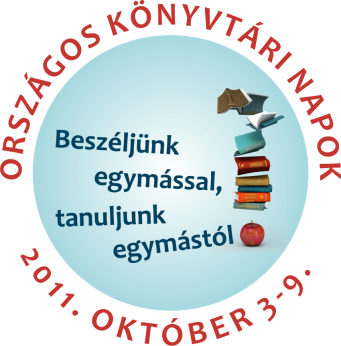 ORSZÁGOS KÖNYVTÁRI NAPOK
Beszéljünk
egymással,
tanuljunk
egymástól
2011. OKTÓBER 3-9.